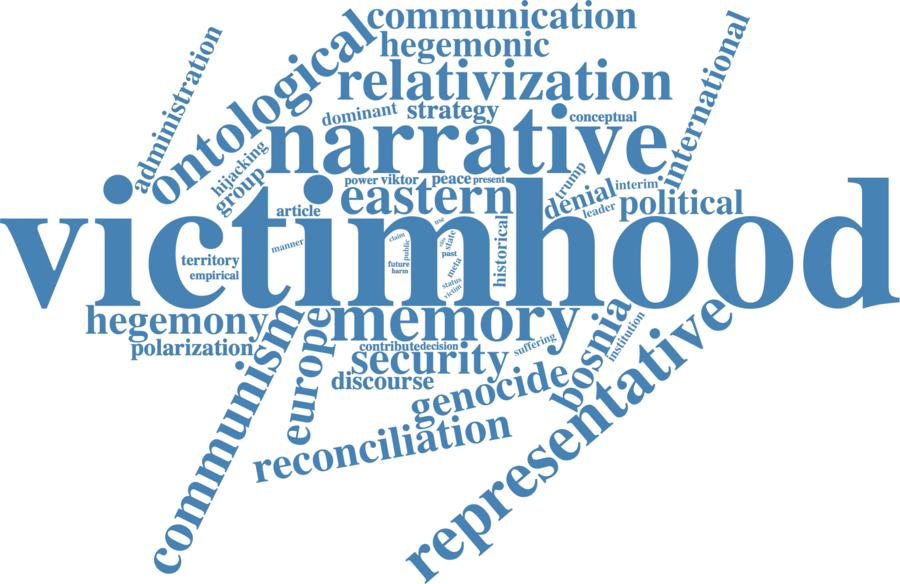 communication
hegemonic
administration
ontological
relativization
international
dominant
strategy
conceptual
narrative
hijacking
group
power
viktor
peace
present
trump
eastern
denial
interim
leader
political
article
victimhood
use
claim
public
elite
state
past
historical
manner
territory
empirical
future
harm
meta
status
victim
hegemony
memory
polarization
communism
europe
contribute
decision
suffering
security
bosnia
institution
discourse
genocide
representative
reconciliation